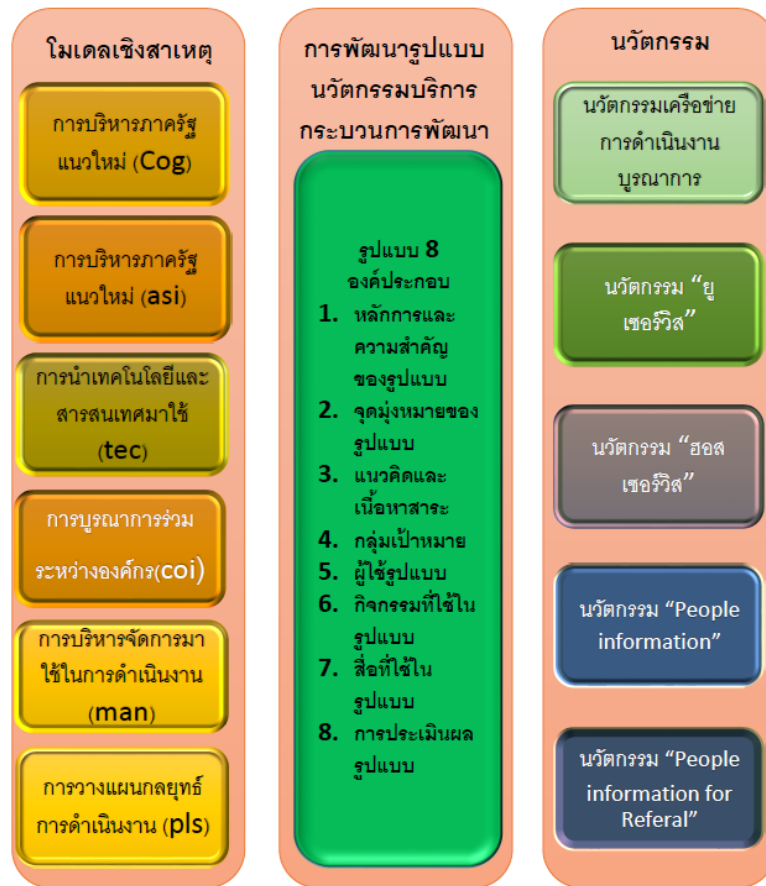 โมเดลเชิงสาเหตุ
การบริหารภาครัฐ
แนวใหม่ (Cog)
การบริหารภาครัฐ
แนวใหม่ (asi)
การนำเทคโนโลยีและ
สารสนเทศมาใช้
(tec)
การบูรณาการร่วม
ระหว่างองค์กร(coi)
การบริหารจัดการมา
ใช้ในการดำเนินงาน
(man)
การวางแผนกลยุทธ์
การดำเนินงาน (pls)
การพัฒนารูปแบบ
นวัตกรรมบริการ
กระบวนการพัฒนา
รูปแบบ 8
องค์ประกอบ
1. หลักการและ
ความสำคัญ
ของรูปแบบ
2. จุดมุ่งหมายของ
รูปแบบ
3. แนวคิดและ
เนื้อหาสาระ
4. กลุ่มเป้าหมาย
5. ผู้ใช้รูปแบบ
6. กิจกรรมที่ใช้ใน
รูปแบบ
7. สื่อที่ใช้ใน
รูปแบบ
8. การประเมินผล
รูปแบบ
นวัตกรรม
นวัตกรรมเครือข่าย
การดำเนินงาน
บูรณาการ
นวัตกรรม “ยู
เซอร์วิส”
นวัตกรรม “ฮอส
เซอร์วิส”
นวัตกรรม “People
information”
นวัตกรรม “People
information for
Referal”